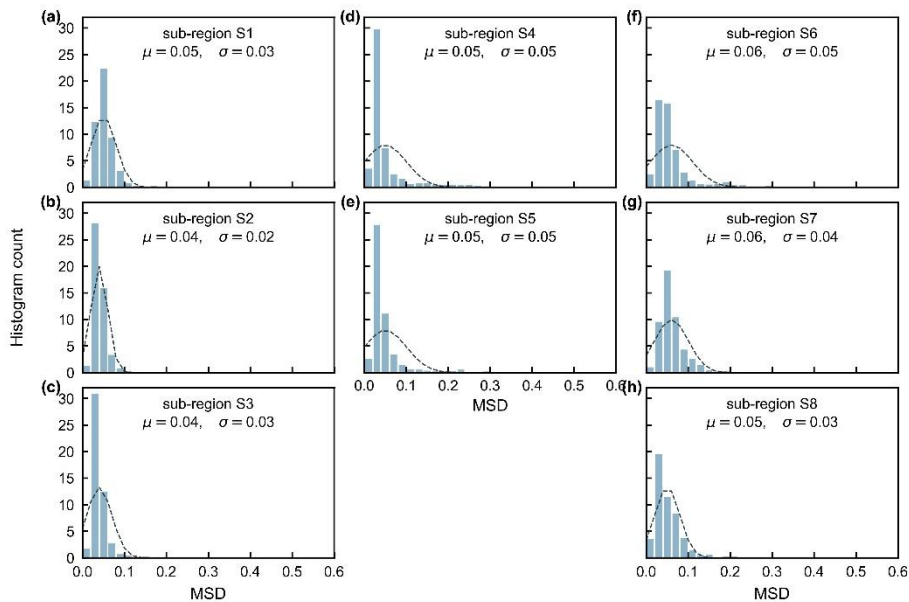 (a)
sub-region S1
μ = 0.05, σ = 0.03
30
25
20
15
10
5
0
(d)
sub-region S4
μ = 0.05, σ = 0.05
(f)
sub-region S6
μ = 0.06, σ = 0.05
(b)
sub-region S2
μ = 0.04, σ = 0.02
30
25
20
15
10
5
0
Histogram count
(e)
sub-region S5
μ = 0.05, σ = 0.05
0.0 0.1 0.2 0.3 0.4 0.5 0.6
MSD
(g)
sub-region S7
μ = 0.06, σ = 0.04
(c)
sub-region S3
μ = 0.04, σ = 0.03
30
25
20
15
10
5
0
0.0 0.1 0.2 0.3 0.4 0.5 0.6
MSD
(h)
sub-region S8
μ = 0.05, σ = 0.03
0.0 0.1 0.2 0.3 0.4 0.5 0.6
MSD